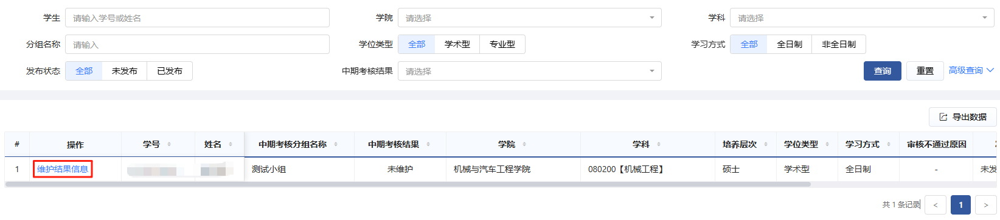 学生 请输入学号或姓名 学院 请选择 学科 请选择
分组名称 请输入 学位类型 全部 学术型 专业型 学习方式 全部 全日制 非全日制
发布状态 全部 未发布 已发布 中期考核结果 请选择 查询 重置 高级查询
导出数据
# 操作 学号 姓名 中期考核分组名称 中期考核结果 学院 学科 培养层次 学位类型 学习方式 审核不通过原因
1 维护结果信息 测试小组 未维护 机械与汽车工程学院 080200【机械工程】 硕士 学术型 全日制 - 未发
共 1 条记录 < 1 >